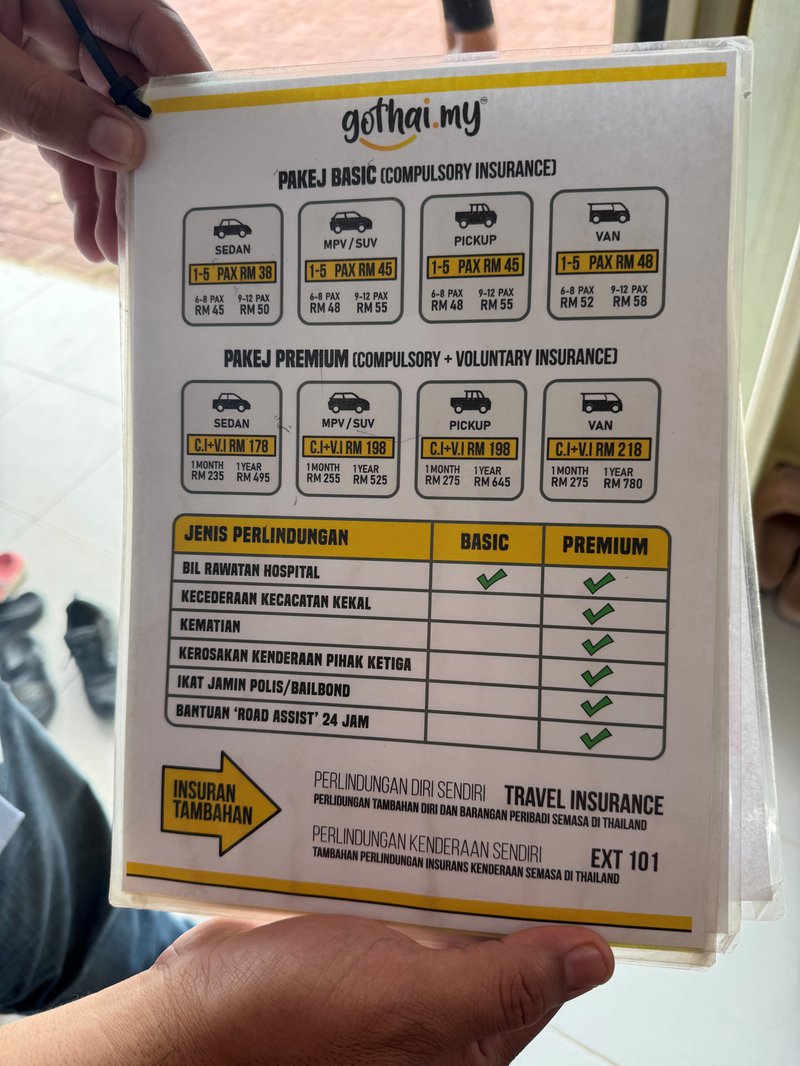 gothai.my™
PAKEJ BASIC (COMPULSORY INSURANCE)
SEDAN
1-5 PAX RM 38
6-8 PAX 9-12 PAX
RM 45 RM 50
MPV/SUV
1-5 PAX RM 45
6-8 PAX 9-12 PAX
RM 48 RM 55
PICKUP
1-5 PAX RM 45
6-8 PAX 9-12 PAX
RM 48 RM 55
VAN
1-5 PAX RM 48
6-8 PAX 9-12 PAX
RM 52 RM 58
PAKEJ PREMIUM (COMPULSORY + VOLUNTARY INSURANCE)
SEDAN
C.I+V.I RM 178
1 MONTH 1 YEAR
RM 235 RM 495
MPV/SUV
C.I+V.I RM 198
1 MONTH 1 YEAR
RM 255 RM 525
PICKUP
C.I+V.I RM 198
1 MONTH 1 YEAR
RM 275 RM 645
VAN
C.I+V.I RM 218
1 MONTH 1 YEAR
RM 275 RM 780
JENIS PERLINDUNGAN BASIC PREMIUM
BIL RAWATAN HOSPITAL
KECEDERAAN KECACATAN KEKAL
KEMATIAN
KEROSAKAN KENDERAAN PIHAK KETIGA
IKAT JAMIN POLIS/BAILBOND
BANTUAN 'ROAD ASSIST' 24 JAM
INSURAN
TAMBAHAN
PERLINDUNGAN DIRI SENDIRI TRAVEL INSURANCE
PERLIDUNGAN TAMBAHAN DIRI DAN BARANGAN PERIBADI SEMASA DI THAILAND
PERLINDUNGAN KENDERAAN SENDIRI EXT 101
TAMBAHAN PERLINDUNGAN INSURANS KENDERAAN SEMASA DI THAILAND